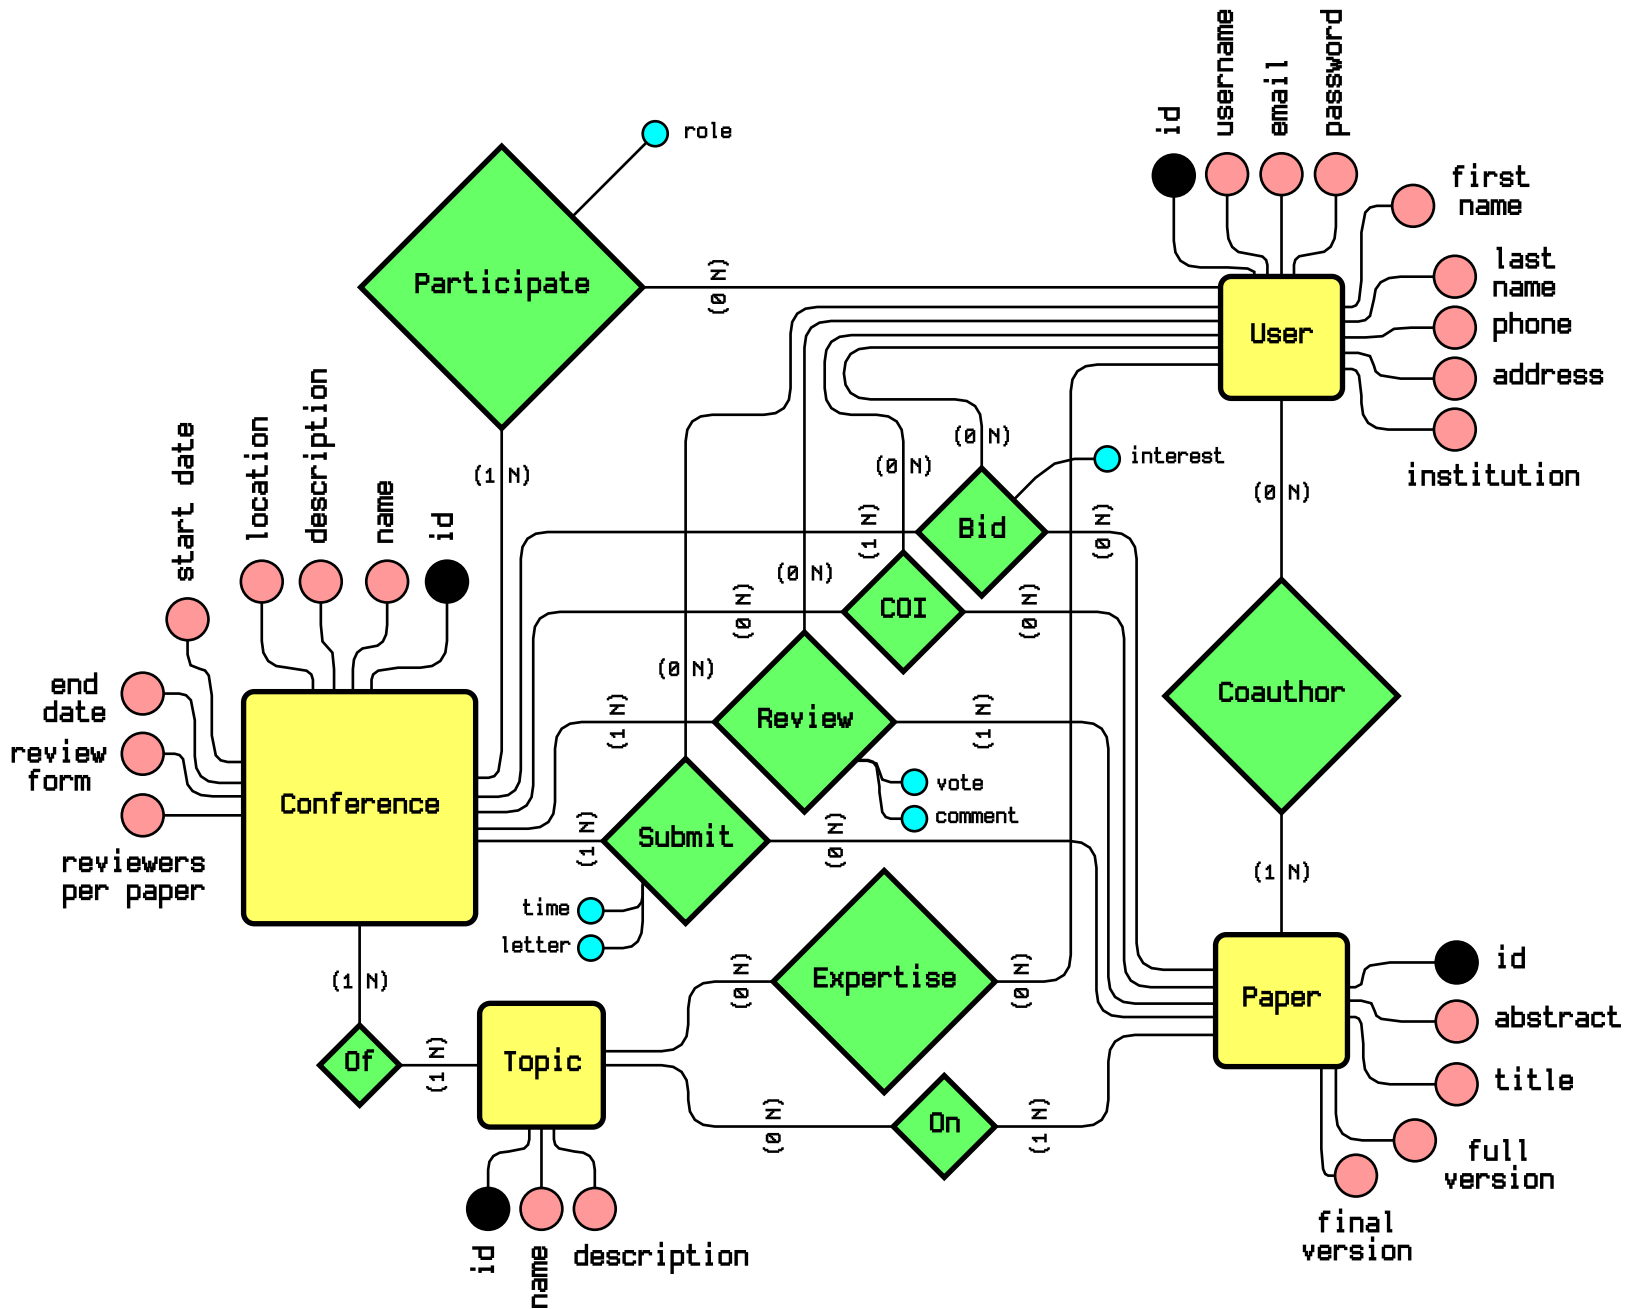 username
password
email
id
role
first
name
last
name
Participate
(0 N)
User
phone
address
institution
description
location
start date
name
id
(1 N)
(0 N)
(0 N)
interest
(0 N)
(1 N)
Bid
(0 N)
(0 N)
(0 N)
COI
(0 N)
(0 N)
end
date
(1 N)
Review
(1 N)
Coauthor
review
form
vote
Conference
comment
(1 N)
Submit
(0 N)
reviewers
per paper
(1 N)
time
letter
(1 N)
(0 N)
Expertise
(0 N)
id
Paper
abstract
Of
(1 N)
Topic
title
(0 N)
On
(1 N)
full
version
final
version
id
name
description